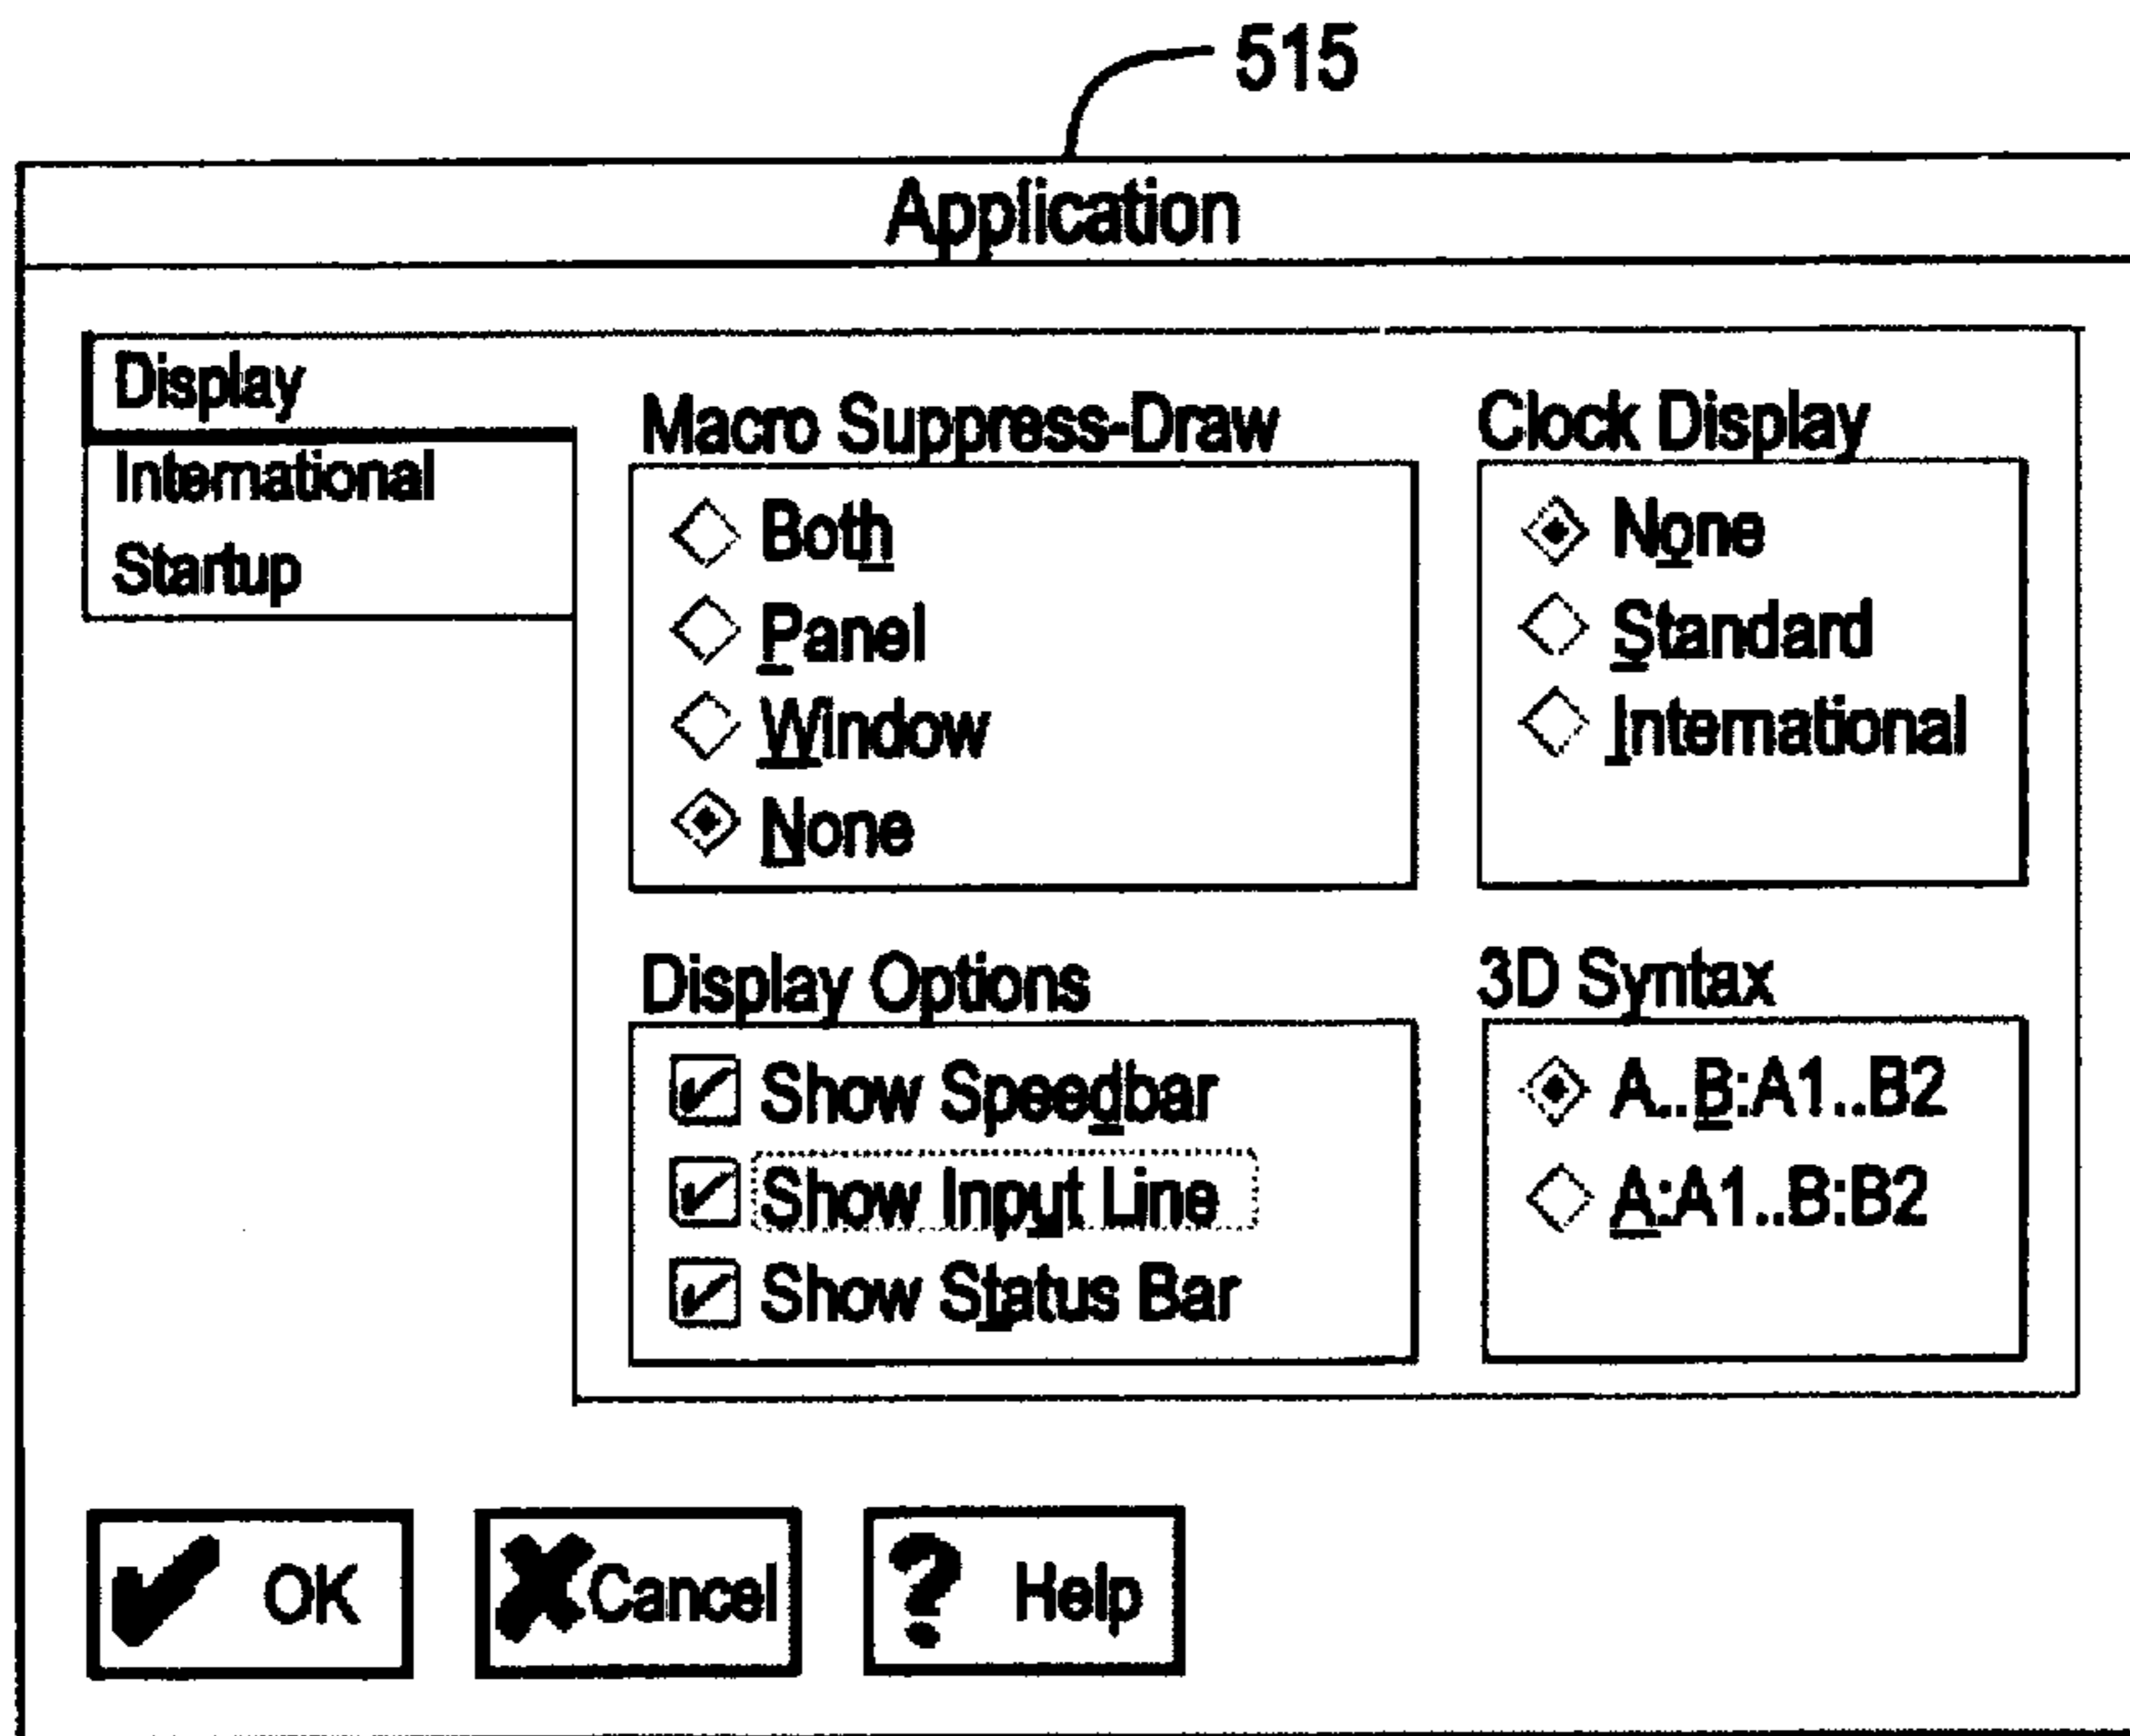 515
Application
Display
International
Startup
Macro Suppress-Draw
Both
Panel
Window
None
Clock Display
None
Standard
International
Display Options
Show Speedbar
Show Input Line
Show Status Bar
3D Syntax
A..B:A1..B2
A:A1..B:B2
OK
Cancel
? Help